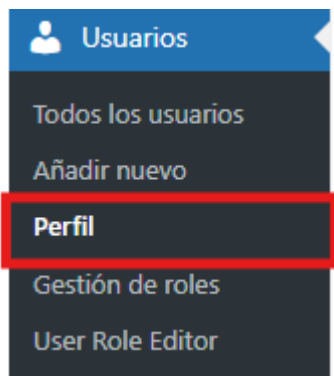 Usuarios
Todos los usuarios
Añadir nuevo
Perfil
Gestión de roles
User Role Editor